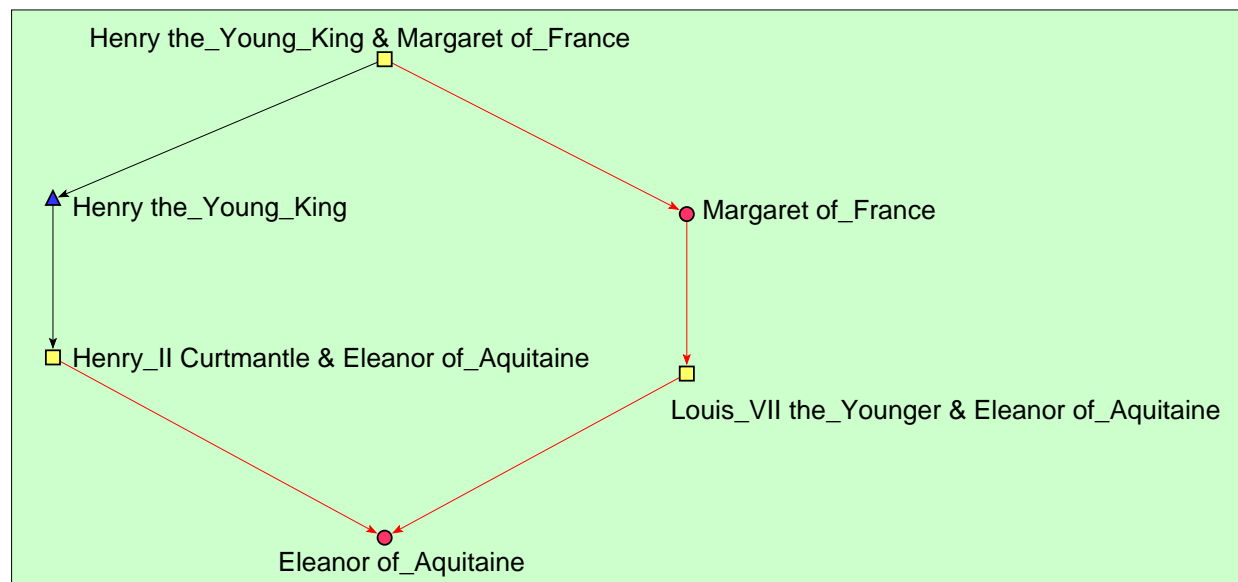 Henry the_Young_King & Margaret of_France
Henry the_Young_King
Margaret of_France
Henry_II Curtmantle & Eleanor of_Aquitaine
Louis_VII the_Younger & Eleanor of_Aquitaine
Eleanor of_Aquitaine